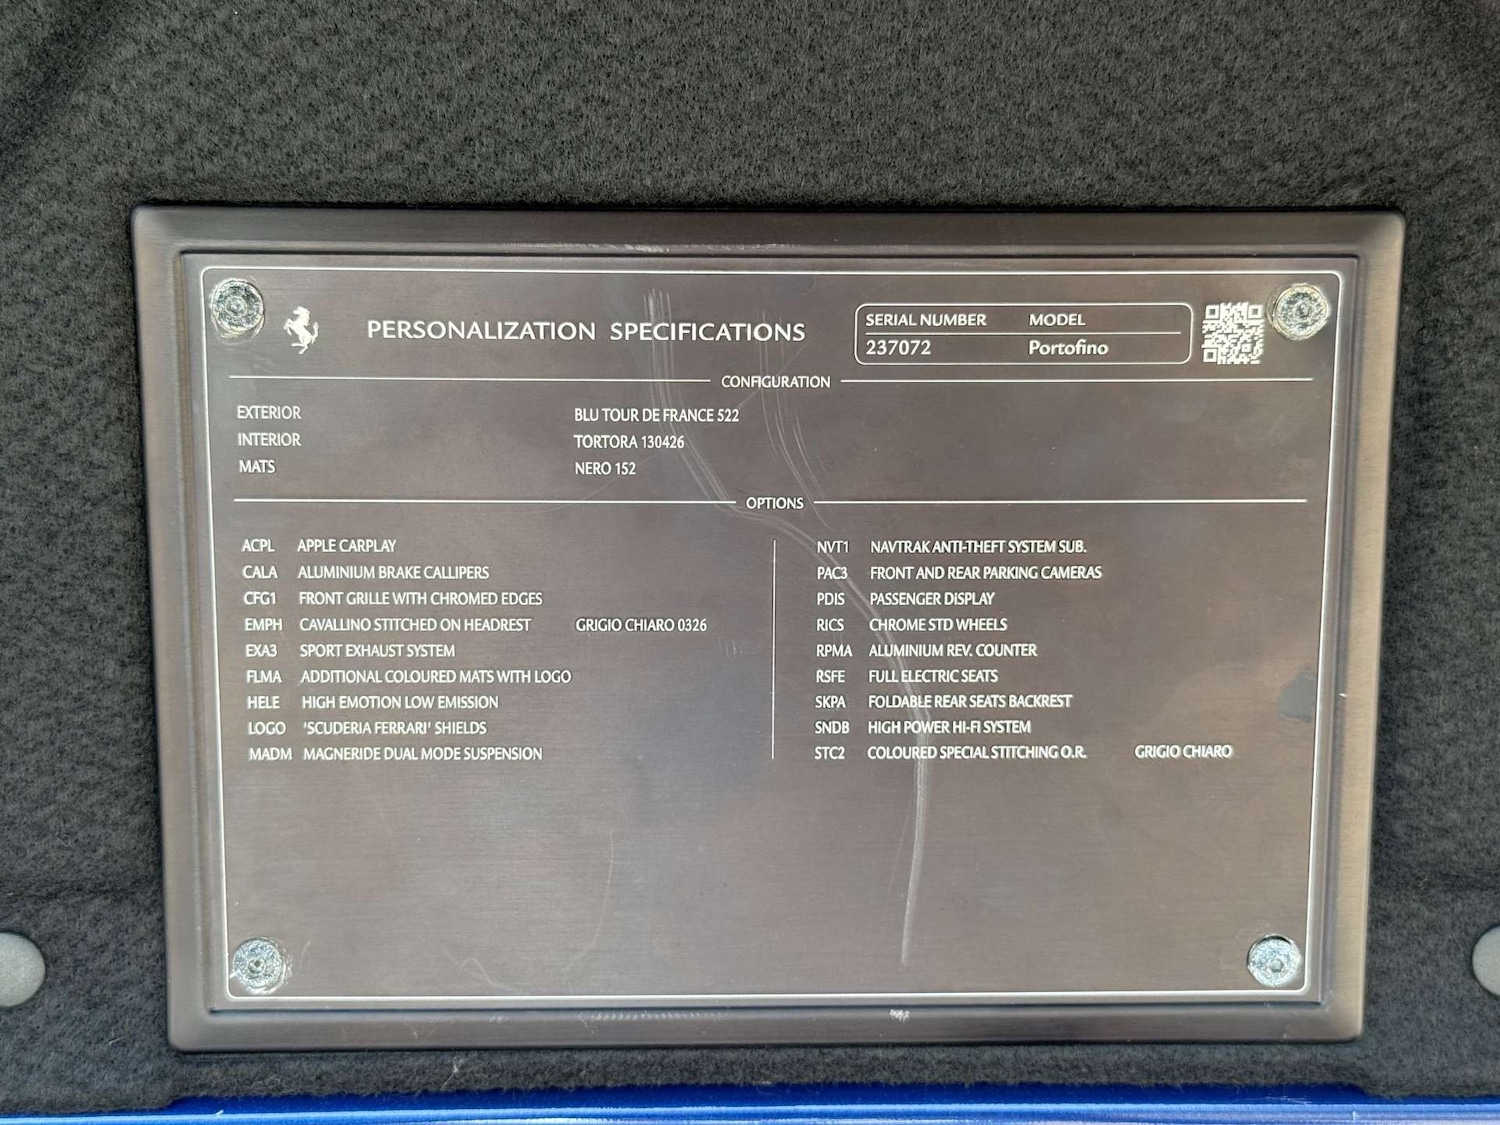 PERSONALIZATION SPECIFICATIONS
SERIAL NUMBER MODEL
237072 Portofino
CONFIGURATION
EXTERIOR BLU TOUR DE FRANCE 522
INTERIOR TORTORA 130426
MATS NERO 152
OPTIONS
ACPL APPLE CARPLAY
CALA ALUMINIUM BRAKE CALLIPERS
CFG1 FRONT GRILLE WITH CHROMED EDGES
EMPH CAVALLINO STITCHED ON HEADREST GRIGIO CHIARO 0326
EXA3 SPORT EXHAUST SYSTEM
FLMA ADDITIONAL COLOURED MATS WITH LOGO
HELE HIGH EMOTION LOW EMISSION
LOGO 'SCUDERIA FERRARI' SHIELDS
MADM MAGNERIDE DUAL MODE SUSPENSION
NVT1 NAVTRAK ANTI-THEFT SYSTEM SUB.
PAC3 FRONT AND REAR PARKING CAMERAS
PDIS PASSENGER DISPLAY
RICS CHROME STD WHEELS
RPMA ALUMINIUM REV. COUNTER
RSFE FULL ELECTRIC SEATS
SKPA FOLDABLE REAR SEATS BACKREST
SNDB HIGH POWER HI-FI SYSTEM
STC2 COLOURED SPECIAL STITCHING O.R. GRIGIO CHIARO